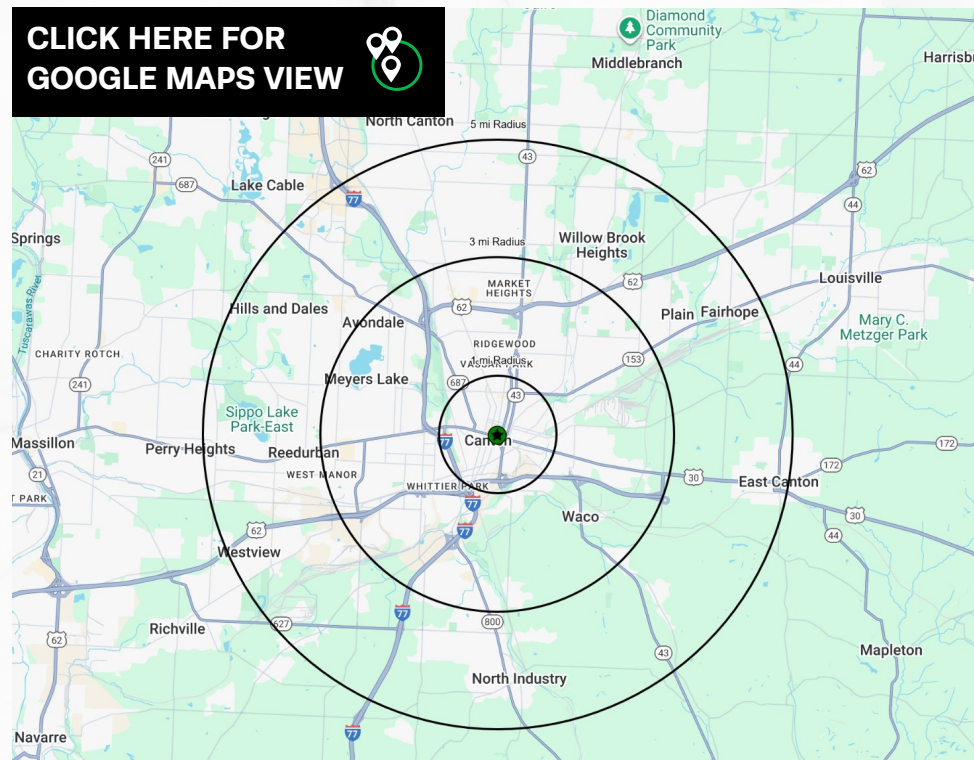 CLICK HERE FOR
GOOGLE MAPS VIEW
Diamond
Community
Park
Middlebranch
Harrisbu
North Canton
5 mi Radius
43
241
687
62
Lake Cable
77
44
Springs
3 mi Radius
Willow Brook
Heights
Tuscarawas River
MARKET
HEIGHTS
62
Louisville
62
Hills and Dales
Avondale
Plain
Fairhope
Mary C.
Metzger Park
CHARITY ROTCH
RIDGEWOOD
1 mi Radius
VASSAR PARK
153
44
241
Meyers Lake
687
43
Sippo Lake
Park-East
Massillon
Perry Heights
Reedurban
77
Canton
172
172
21
WEST MANOR
30
East Canton
T PARK
WHITTIER PARK
77
Waco
30
62
77
44
Westview
77
627
800
Richville
62
43
Mapleton
North Industry
77
Navarre